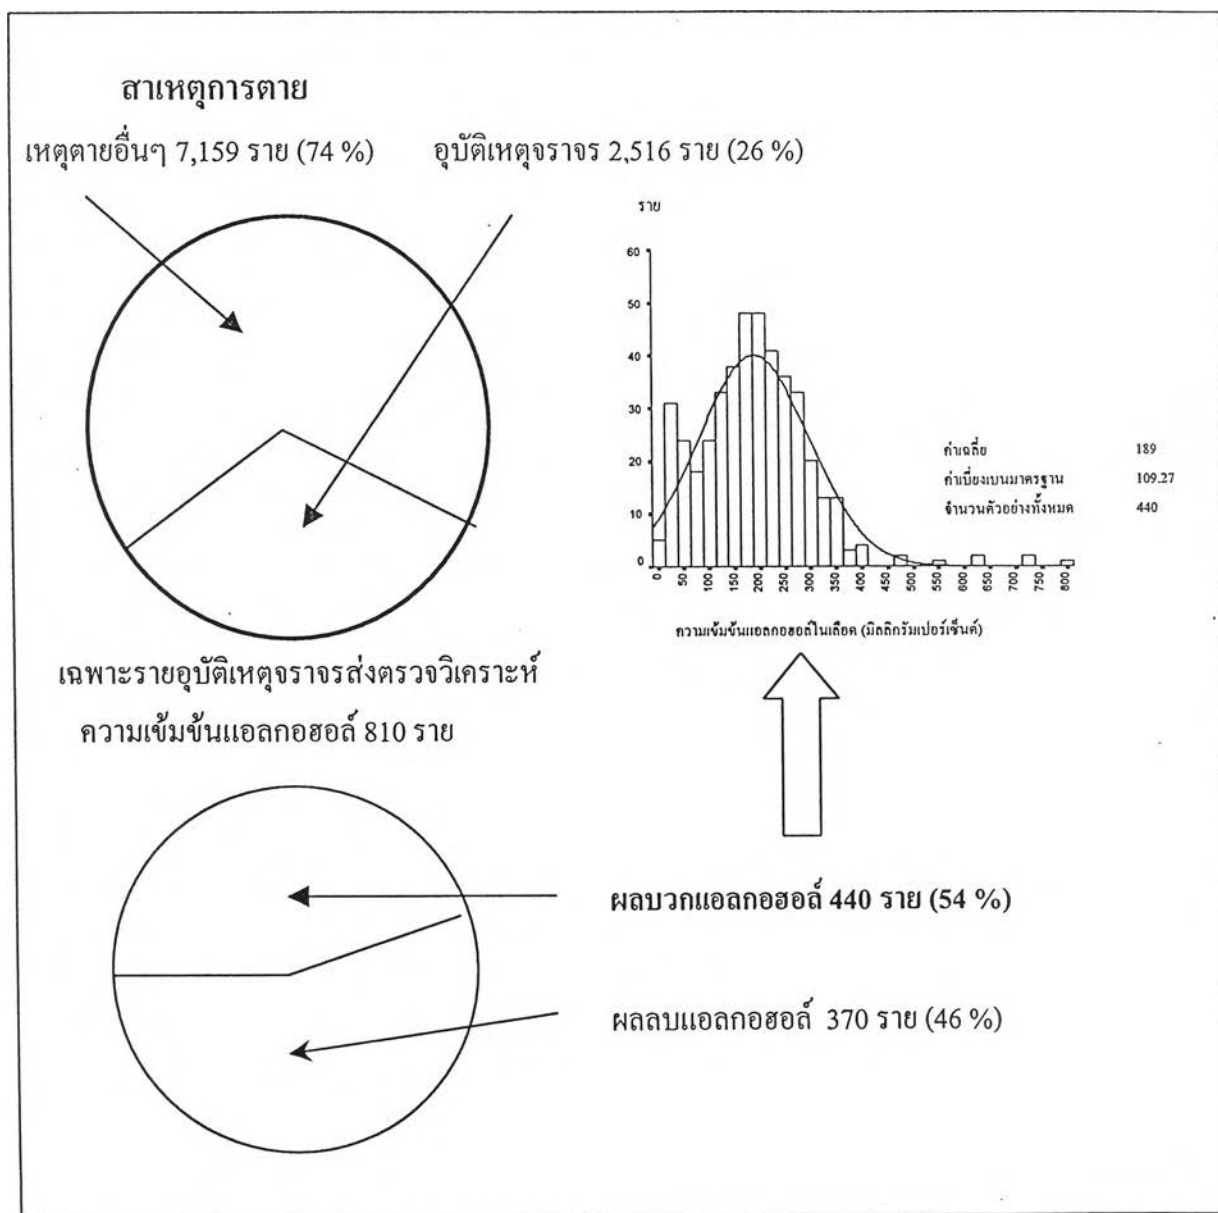 สาเหตุการตาย
เหตุตายอื่นๆ 7,159 ราย (74 %)
อุบัติเหตุจราจร 2,516 ราย (26 %)
ราย
60
50
40
30
20
10
0
0 50 100 150 200 250 300 350 400 450 500 550 600 650 700 750 800
ความเข้มข้นแอลกอฮอล์ในเลือด (มิลลิกรัมเปอร์เซ็นต์)
ค่าเฉลี่ย 189
ค่าเบี่ยงเบนมาตรฐาน 109.27
จำนวนตัวอย่างทั้งหมด 440
เฉพาะรายอุบัติเหตุจราจรส่งตรวจวิเคราะห์
ความเข้มข้นแอลกอฮอล์ 810 ราย
ผลบวกแอลกอฮอล์ 440 ราย (54 %)
ผลลบแอลกอฮอล์ 370 ราย (46 %)